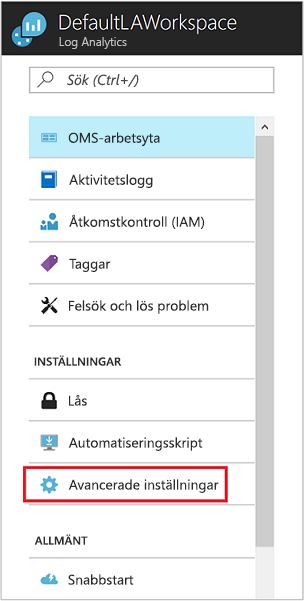 DefaultLAWorkspace
Log Analytics
Sök (Ctrl+/)
OMS-arbetsyta
Aktivitetslogg
Åtkomstkontroll (IAM)
Taggar
Felsök och lös problem
INSTÄLLNINGAR
Lås
Automatiseringsskript
Avancerade inställningar
ALLMÄNT
Snabbstart